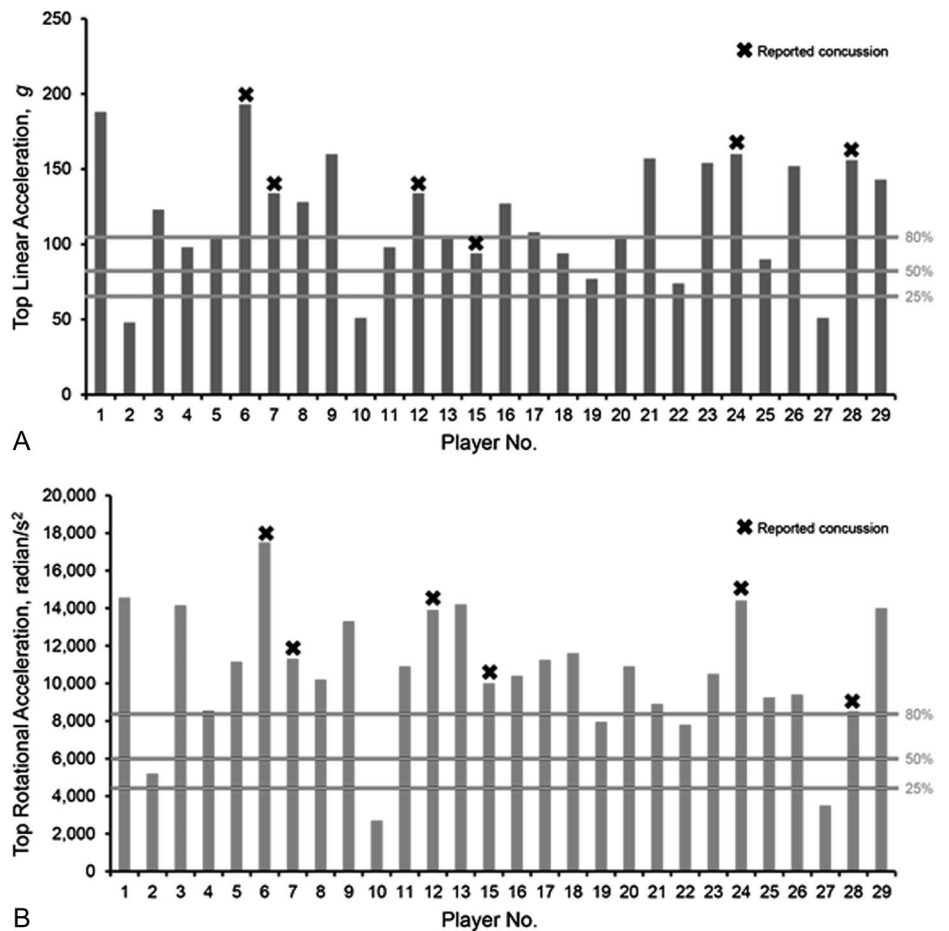 250
200
150
100
50
0
Top Linear Acceleration, g
Reported concussion
80%
50%
25%
1 2 3 4 5 6 7 8 9 10 11 12 13 15 16 17 18 19 20 21 22 23 24 25 26 27 28 29
Player No.
A
20,000
18,000
16,000
14,000
12,000
10,000
8,000
6,000
4,000
2,000
0
Top Rotational Acceleration, radian/s²
Reported concussion
80%
50%
25%
1 2 3 4 5 6 7 8 9 10 11 12 13 15 16 17 18 19 20 21 22 23 24 25 26 27 28 29
Player No.
B